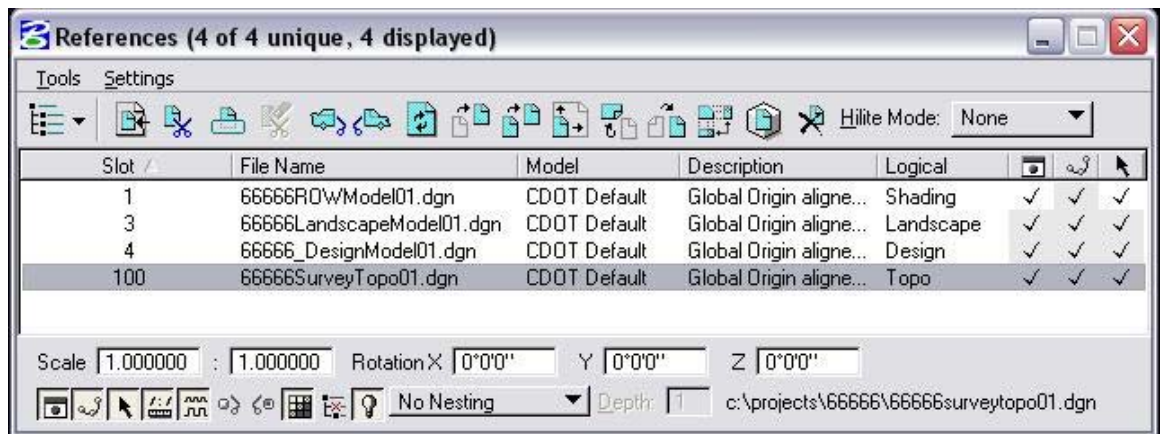 References (4 of 4 unique, 4 displayed)
Tools Settings
Hilite Mode: None
Slot File Name Model Description Logical
1 66666ROWModel01.dgn CDOT Default Global Origin aligne... Shading
3 66666LandscapeModel01.dgn CDOT Default Global Origin aligne... Landscape
4 66666_DesignModel01.dgn CDOT Default Global Origin aligne... Design
100 66666SurveyTopo01.dgn CDOT Default Global Origin aligne... Topo
Scale 1.000000 : 1.000000 Rotation X 0°0'0" Y 0°0'0" Z 0°0'0"
No Nesting Depth: 1 c:\projects\66666\66666surveytopo01.dgn